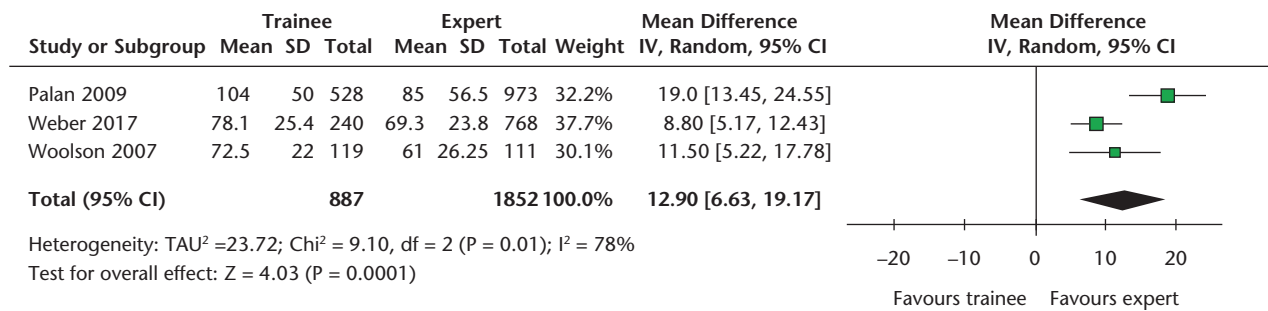 Trainee Expert Mean Difference Mean Difference
Study or Subgroup Mean SD Total Mean SD Total Weight IV, Random, 95% CI IV, Random, 95% CI
Palan 2009 104 50 528 85 56.5 973 32.2% 19.0 [13.45, 24.55]
Weber 2017 78.1 25.4 240 69.3 23.8 768 37.7% 8.80 [5.17, 12.43]
Woolson 2007 72.5 22 119 61 26.25 111 30.1% 11.50 [5.22, 17.78]
Total (95% CI) 887 1852 100.0% 12.90 [6.63, 19.17]
Heterogeneity: TAU² =23.72; Chi² = 9.10, df = 2 (P = 0.01); I² = 78%
Test for overall effect: Z = 4.03 (P = 0.0001)
–20 –10 0 10 20
Favours trainee Favours expert